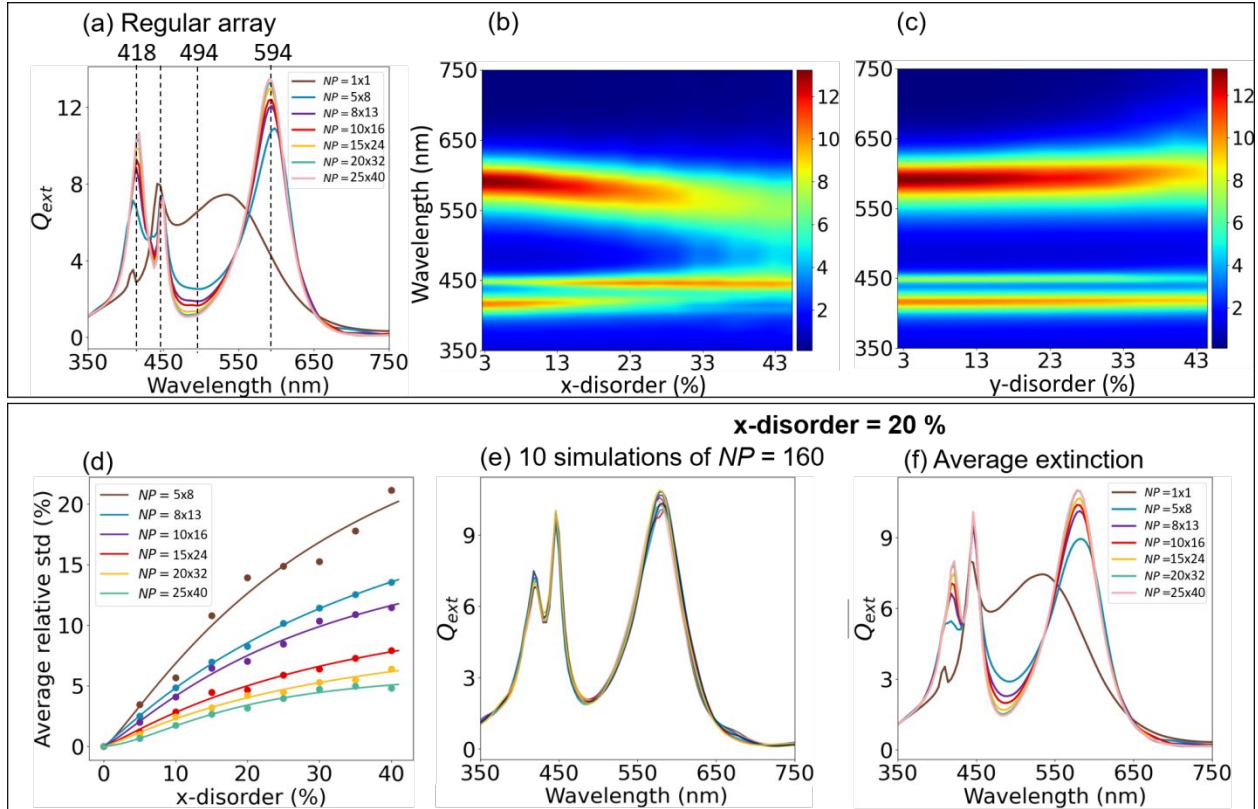 (a) Regular array
418 494 594
12
8
4
0
350 450 550 650 750
Wavelength (nm)
Q_ext
NP = 1x1
NP = 5x8
NP = 8x13
NP = 10x16
NP = 15x24
NP = 20x32
NP = 25x40
(b)
Wavelength (nm)
750
650
550
450
350
3 13 23 33 43
x-disorder (%)
12
10
8
6
4
2
(c)
750
650
550
450
350
3 13 23 33 43
y-disorder (%)
12
10
8
6
4
2
x-disorder = 20 %
(d)
Average relative std (%)
20
15
10
5
0
0 10 20 30 40
x-disorder (%)
NP = 5x8
NP = 8x13
NP = 10x16
NP = 15x24
NP = 20x32
NP = 25x40
(e) 10 simulations of NP = 160
Q_ext
9
6
3
0
350 450 550 650 750
Wavelength (nm)
(f) Average extinction
Q_ext
9
6
3
0
350 450 550 650 750
Wavelength (nm)
NP = 1x1
NP = 5x8
NP = 8x13
NP = 10x16
NP = 15x24
NP = 20x32
NP = 25x40